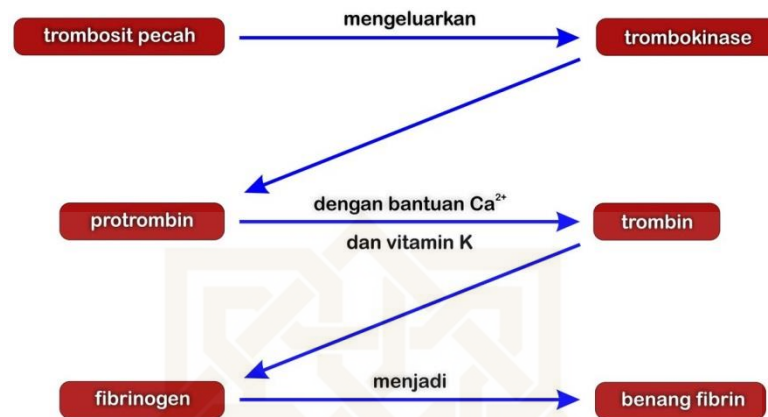 mengeluarkan
trombosit pecah
trombokinase
dengan bantuan Ca²⁺
protrombin
trombin
dan vitamin K
menjadi
fibrinogen
benang fibrin